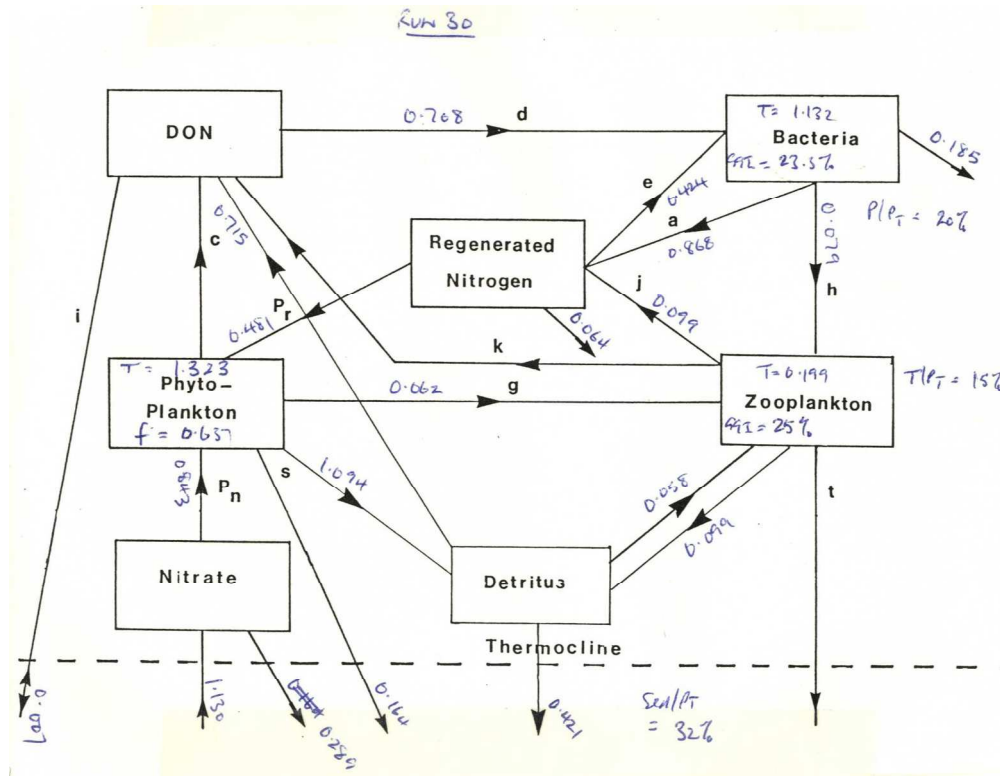 Run 30
DON
0.708
d
T = 1.132
Bacteria
GGE = 23.5%
0.185
P/PT = 20%
e
0.424
a
0.868
0.079
h
Regenerated
Nitrogen
0.064
j
0.099
c
0.715
i
Pr
0.481
k
T = 1.323
Phyto-
Plankton
f = 0.637
0.062
g
T = 0.199
Zooplankton
GGE = 25%
T/PT = 15%
0.843
Pn
s
1.094
0.058
0.099
t
Nitrate
Detritus
Thermocline
0.007
1.130
0.289
0.164
0.421
Sed/PT
= 32%